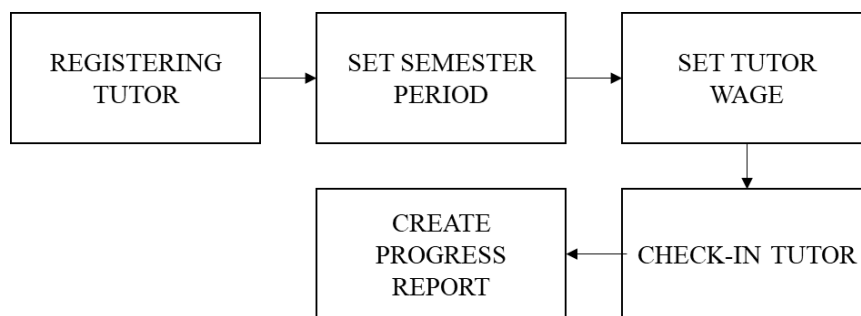 REGISTERING
TUTOR
SET SEMESTER
PERIOD
SET TUTOR
WAGE
CREATE
PROGRESS
REPORT
CHECK-IN TUTOR